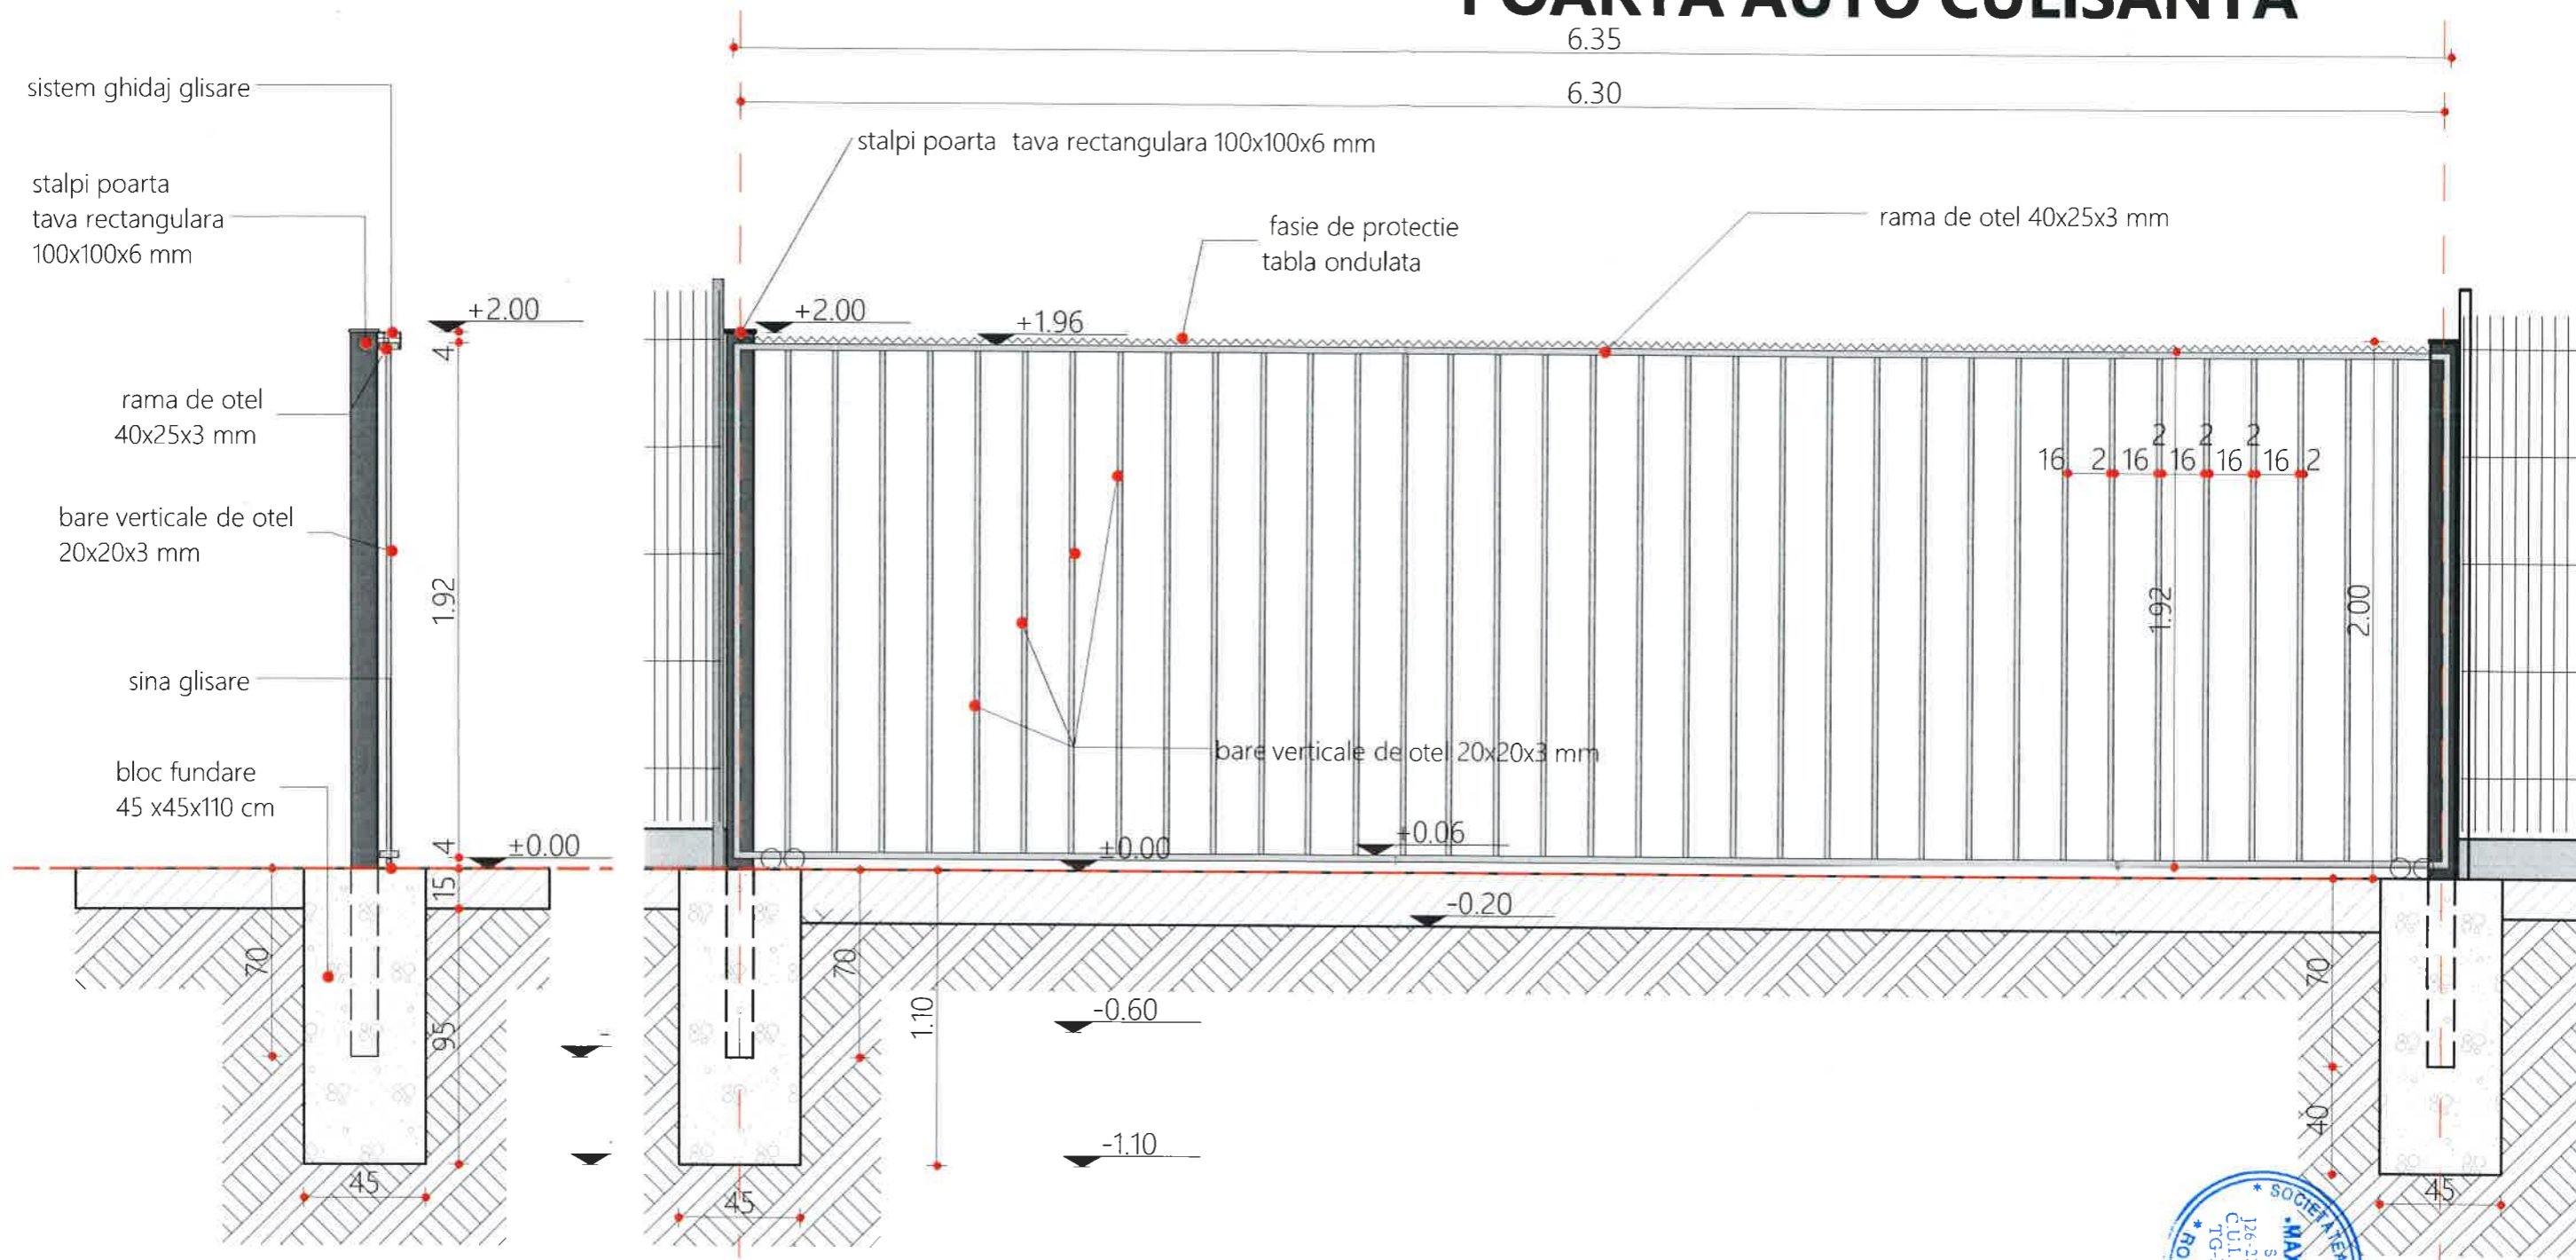 POARTA AUTO CULISANTA
6.35
6.30
sistem ghidaj glisare
stalpi poarta
tava rectangulara
100x100x6 mm
rama de otel
40x25x3 mm
bare verticale de otel
20x20x3 mm
sina glisare
bloc fundare
45 x45x110 cm
+2.00
4
1.92
4
±0.00
15
70
95
45
stalpi poarta tava rectangulara 100x100x6 mm
fasie de protectie
tabla ondulata
rama de otel 40x25x3 mm
+2.00
+1.96
2 2 2
16 2 16 16 16 16 2
1.92
2.00
bare verticale de otel 20x20x3 mm
±0.00
+0.06
-0.20
70
1.10
-0.60
-1.10
45
70
40
45
* SOCIETATEA